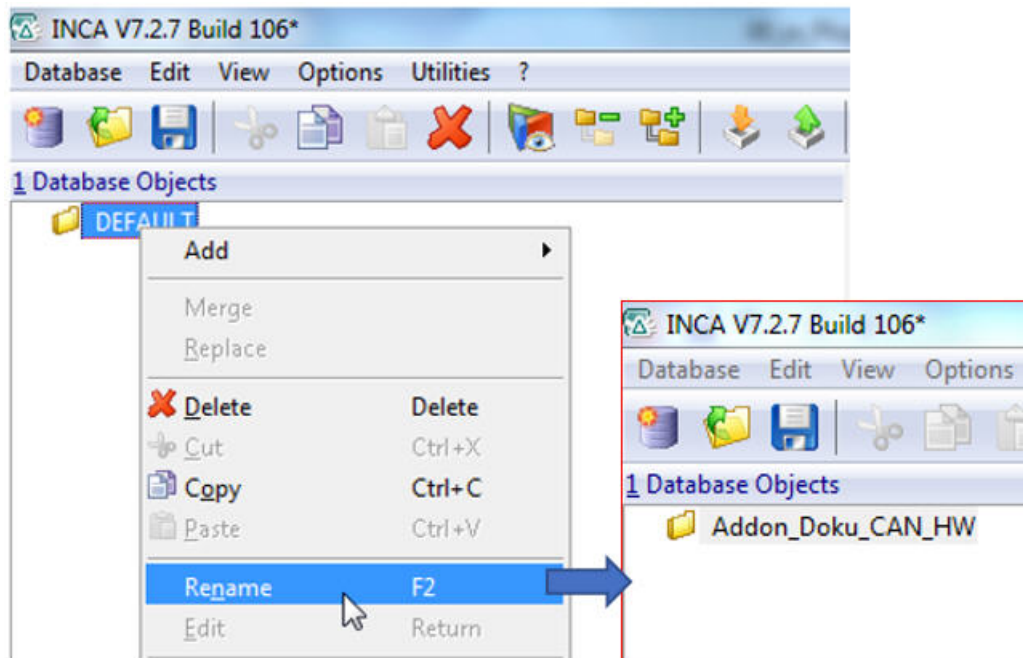 INCA V7.2.7 Build 106*
Database Edit View Options Utilities ?
1 Database Objects
DEFAULT
Add
Merge
Replace
Delete Delete
Cut Ctrl+X
Copy Ctrl+C
Paste Ctrl+V
Rename F2
Edit Return
INCA V7.2.7 Build 106*
Database Edit View Options
1 Database Objects
Addon_Doku_CAN_HW